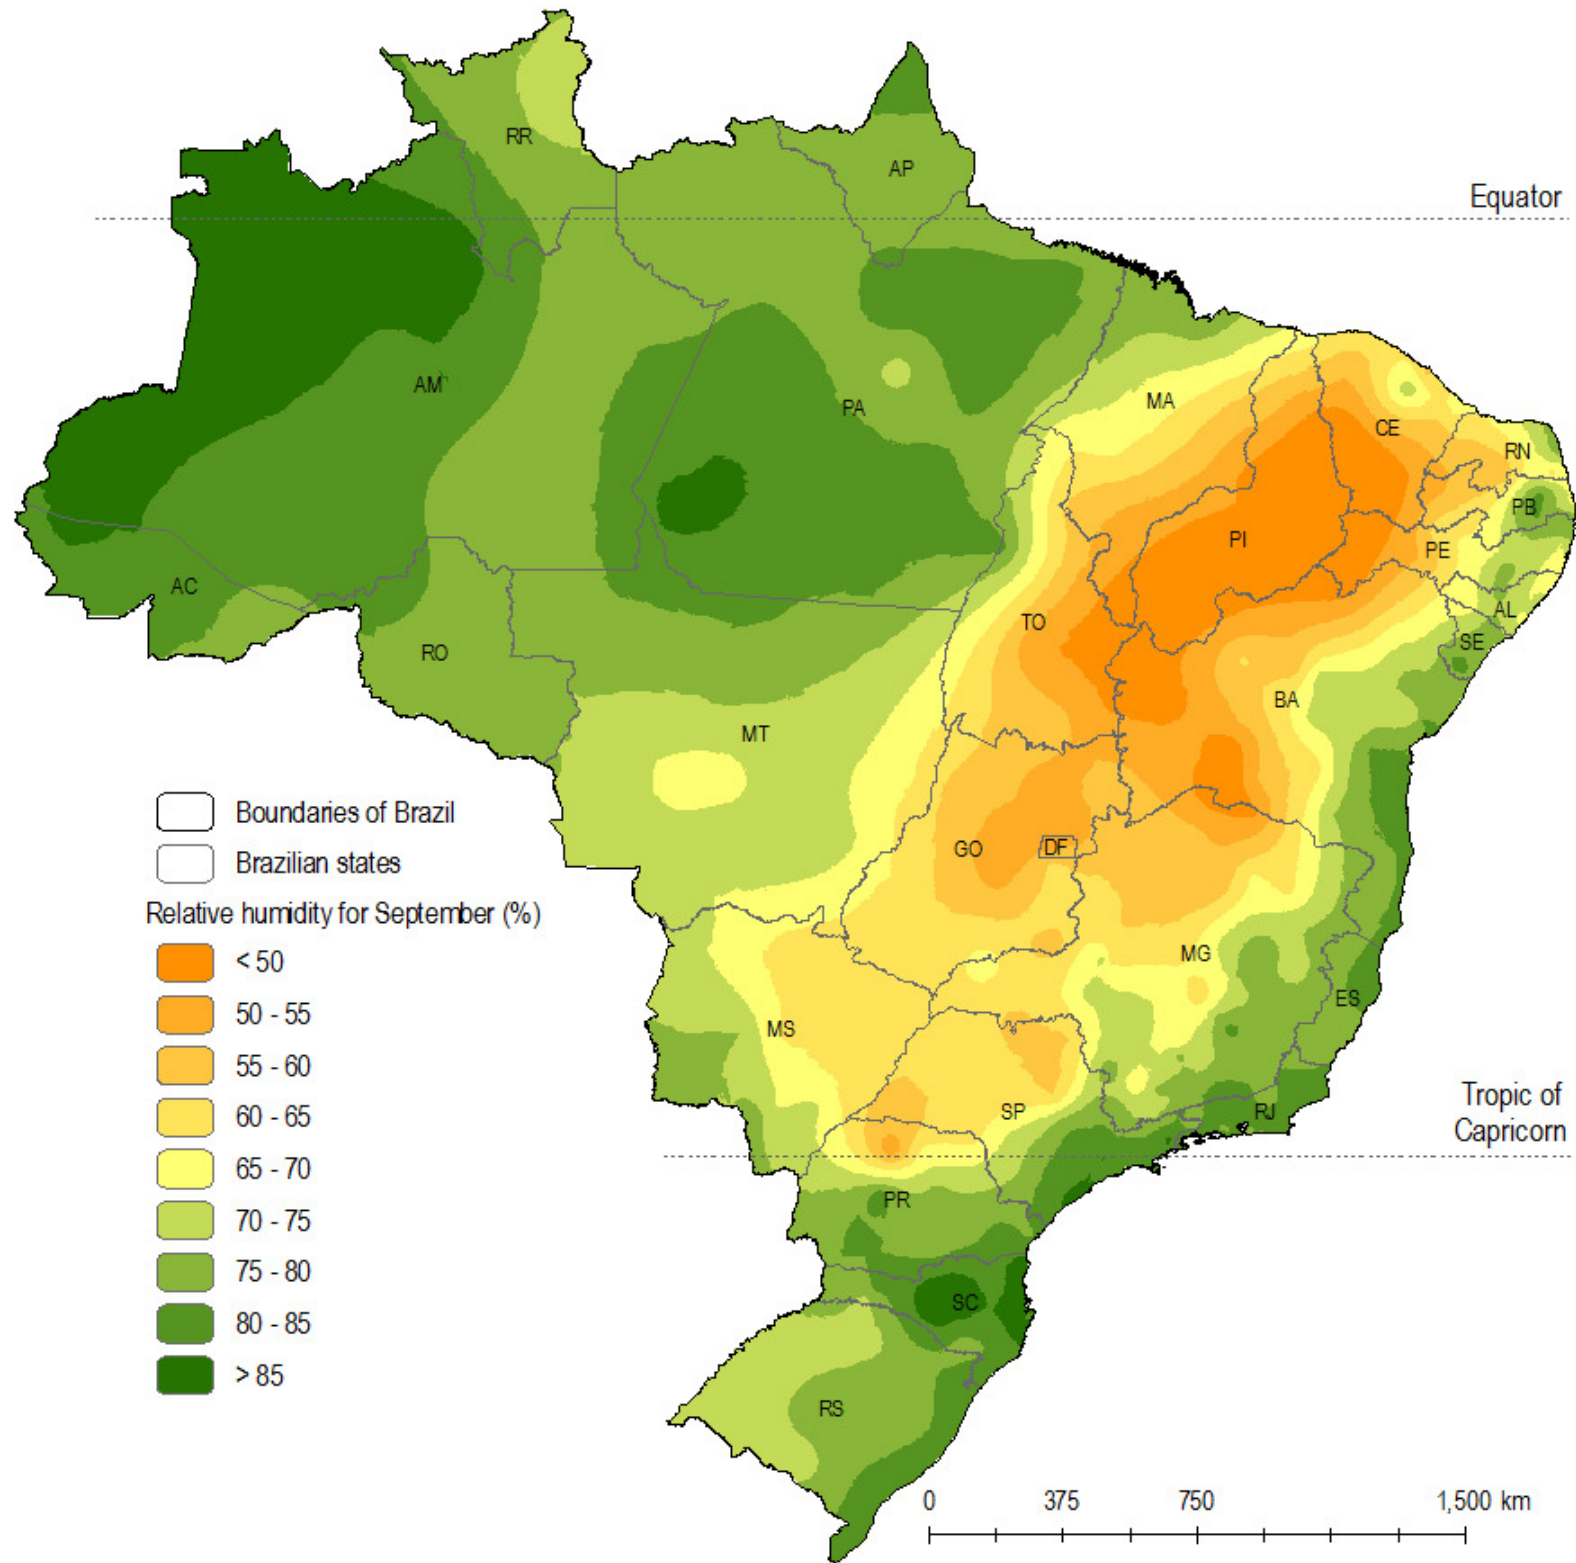 RR
AP
Equator
AM
PA
MA
CE
RN
PB
PI
PE
AC
AL
TO
SE
RO
BA
MT
Boundaries of Brazil
GO
DF
Brazilian states
Relative humidity for September (%)
< 50
MG
ES
50 - 55
MS
55 - 60
60 - 65
SP
RJ
Tropic of
Capricorn
65 - 70
PR
70 - 75
75 - 80
SC
80 - 85
> 85
RS
0 375 750 1,500 km